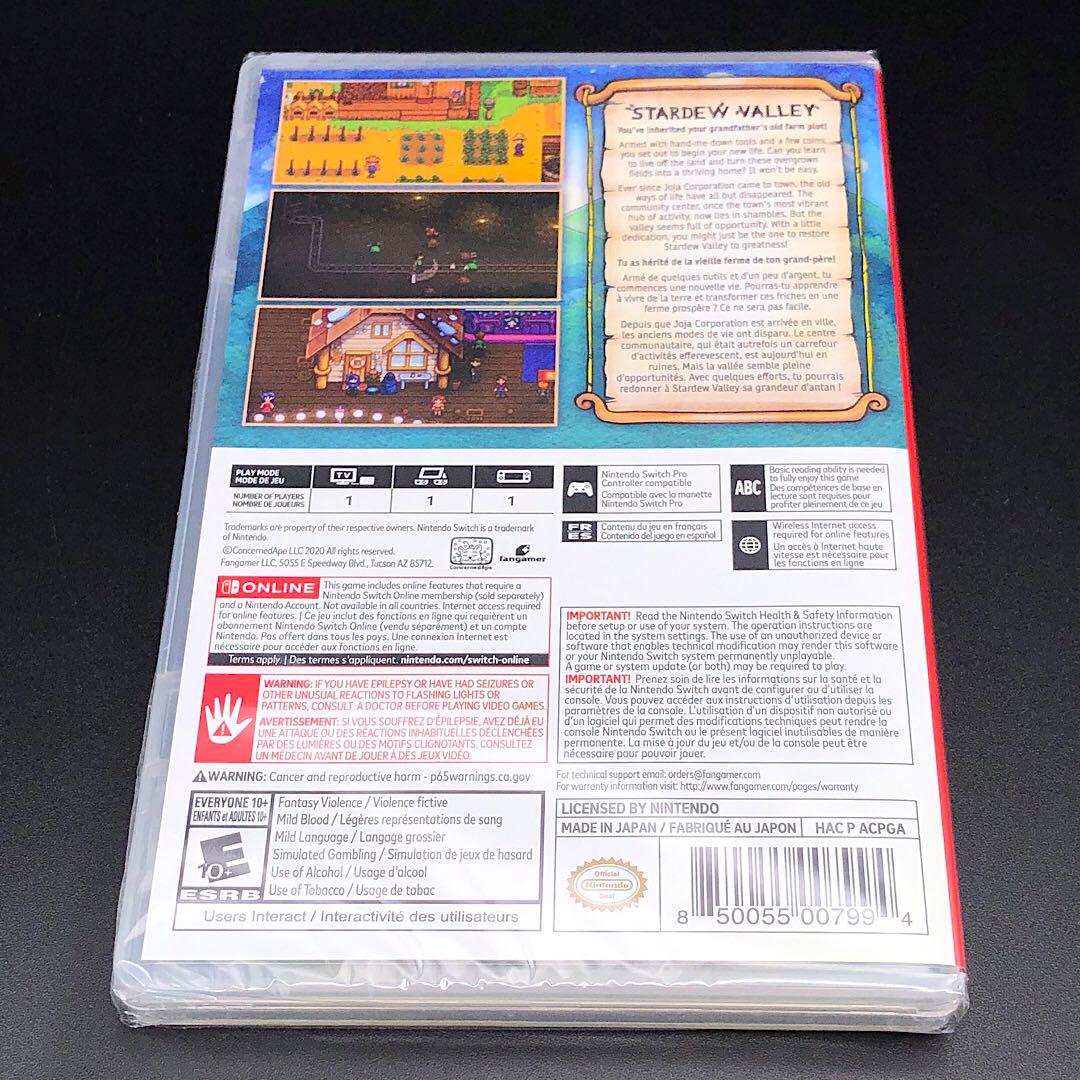 STARDEW VALLEY
You've inherited your grandfather's old farm plot!
Armed with hand-me-down tools and a few coins,
you set out to begin your new life. Can you learn
to live off the land and turn these overgrown
fields into a thriving home? It won't be easy.
Ever since Joja Corporation came to town, the old
ways of life have all but disappeared. The
community center, once the town's most vibrant
hub of activity, now lies in shambles. But the
valley seems full of opportunity. With a little
dedication, you might just be the one to restore
Stardew Valley to greatness!
Tu as hérité de la vieille ferme de ton grand-père!
Armé de quelques outils et d'un peu d'argent, tu
commences une nouvelle vie. Pourras-tu apprendre
à vivre de la terre et transformer ces friches en une
ferme prospère ? Ce ne sera pas facile.
Depuis que Joja Corporation est arrivée en ville,
les anciens modes de vie ont disparu. Le centre
communautaire, qui était autrefois un carrefour
d'activités efferevescent, est aujourd'hui en
ruines. Mais la vallée semble pleine
d'opportunités. Avec quelques efforts, tu pourrais
redonner à Stardew Valley sa grandeur d'antan !
PLAY MODE
MODE DE JEU
TV
NUMBER OF PLAYERS
NOMBRE DE JOUEURS
1 1 1
Nintendo Switch Pro
Controller compatible
Compatible avec la manette
Nintendo Switch Pro
ABC
Basic reading ability is needed
to fully enjoy this game
Des compétences de base en
lecture sont requises pour
profiter pleinement de ce jeu
FR
ES
Contenu du jeu en français
Contenido del juego en español
Wireless Internet access
required for online features
Un accès à Internet haute
vitesse est nécessaire pour
les fonctions en ligne
Trademarks are property of their respective owners. Nintendo Switch is a trademark
of Nintendo.
©ConcernedApe LLC 2020 All rights reserved.
Fangamer LLC, 5055 E Speedway Blvd., Tucson AZ 85712.
ConcernedApe
fangamer
ONLINE
This game includes online features that require a
Nintendo Switch Online membership (sold separately)
and a Nintendo Account. Not available in all countries. Internet access required
for online features. | Ce jeu inclut des fonctions en ligne qui requièrent un
abonnement Nintendo Switch Online (vendu séparément) et un compte
Nintendo. Pas offert dans tous les pays. Une connexion Internet est
nécessaire pour accéder aux fonctions en ligne.
Terms apply. | Des termes s'appliquent. nintendo.com/switch-online
WARNING: IF YOU HAVE EPILEPSY OR HAVE HAD SEIZURES OR
OTHER UNUSUAL REACTIONS TO FLASHING LIGHTS OR
PATTERNS, CONSULT A DOCTOR BEFORE PLAYING VIDEO GAMES.
AVERTISSEMENT: SI VOUS SOUFFREZ D'ÉPILEPSIE, AVEZ DÉJÀ EU
UNE ATTAQUE OU DES RÉACTIONS INHABITUELLES DÉCLENCHÉES
PAR DES LUMIÈRES OU DES MOTIFS CLIGNOTANTS, CONSULTEZ
UN MÉDECIN AVANT DE JOUER À DES JEUX VIDÉO.
WARNING: Cancer and reproductive harm - p65warnings.ca.gov
IMPORTANT! Read the Nintendo Switch Health & Safety Information
before setup or use of your system. The operation instructions are
located in the system settings. The use of an unauthorized device or
software that enables technical modification may render this software
or your Nintendo Switch system permanently unplayable.
A game or system update (or both) may be required to play.
IMPORTANT! Prenez soin de lire les informations sur la santé et la
sécurité de la Nintendo Switch avant de configurer ou d'utiliser la
console. Vous pouvez accéder aux instructions d'utilisation depuis les
paramètres de la console. L'utilisation d'un dispositif non autorisé ou
d'un logiciel qui permet des modifications techniques peut rendre la
console Nintendo Switch ou le présent logiciel inutilisables de manière
permanente. La mise à jour du jeu et/ou de la console peut être
nécessaire pour pouvoir jouer.
For technical support email: orders@fangamer.com
For warranty information visit: http://www.fangamer.com/pages/warranty
EVERYONE 10+
ENFANTS et ADULTES 10+
E
10+
ESRB
Fantasy Violence / Violence fictive
Mild Blood / Légères représentations de sang
Mild Language / Langage grossier
Simulated Gambling / Simulation de jeux de hasard
Use of Alcohol / Usage d'alcool
Use of Tobacco / Usage de tabac
Users Interact / Interactivité des utilisateurs
LICENSED BY NINTENDO
MADE IN JAPAN / FABRIQUÉ AU JAPON HAC P ACPGA
Official
Nintendo
Seal
8 50055 00799 4